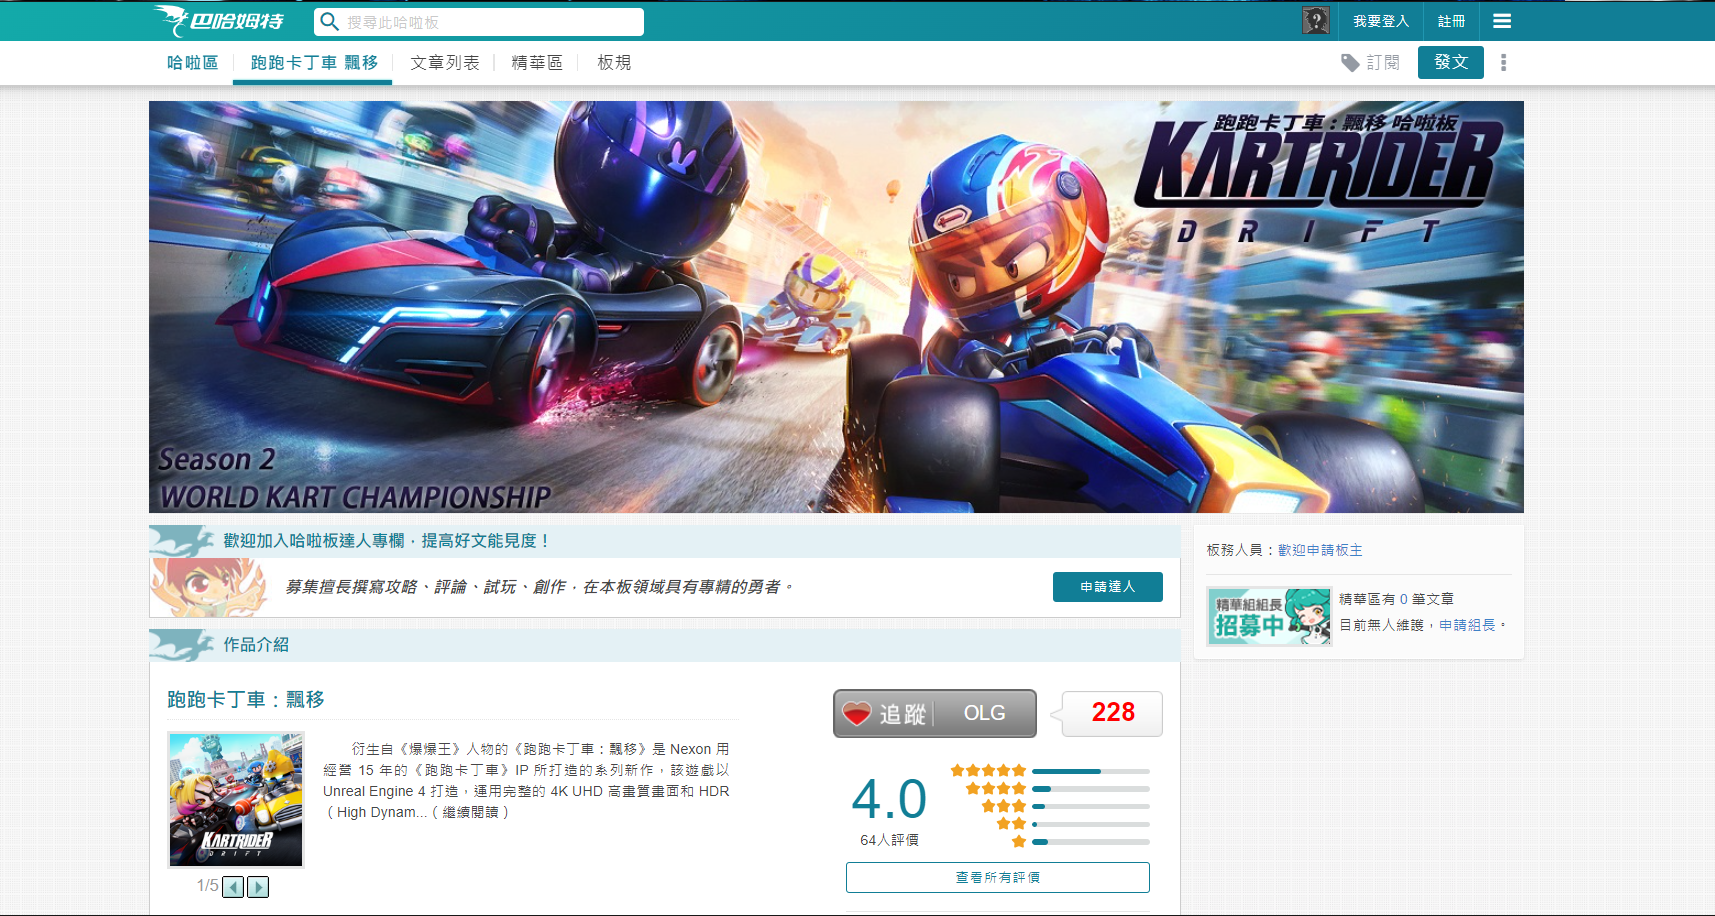 巴哈姆特
搜尋此哈啦板
我要登入
註冊
哈啦區
跑跑卡丁車 飄移
文章列表
精華區
板規
訂閱
發文
跑跑卡丁車：飄移 哈啦板
KARTRIDER
DRIFT
Season 2
WORLD KART CHAMPIONSHIP
歡迎加入哈啦板達人專欄，提高好文能見度！
募集擅長撰寫攻略、評論、試玩、創作，在本板領域具有專精的勇者。
申請達人
板務人員：歡迎申請板主
精華組組長
招募中
精華區有 0 筆文章
目前無人維護，申請組長。
作品介紹
跑跑卡丁車：飄移
KARTRIDER
DRIFT
1/5
衍生自《爆爆王》人物的《跑跑卡丁車：飄移》是 Nexon 用
經營 15 年的《跑跑卡丁車》IP 所打造的系列新作，該遊戲以
Unreal Engine 4 打造，運用完整的 4K UHD 高畫質畫面和 HDR
（High Dynam...（繼續閱讀）
追蹤
OLG
228
4.0
64人評價
查看所有評價